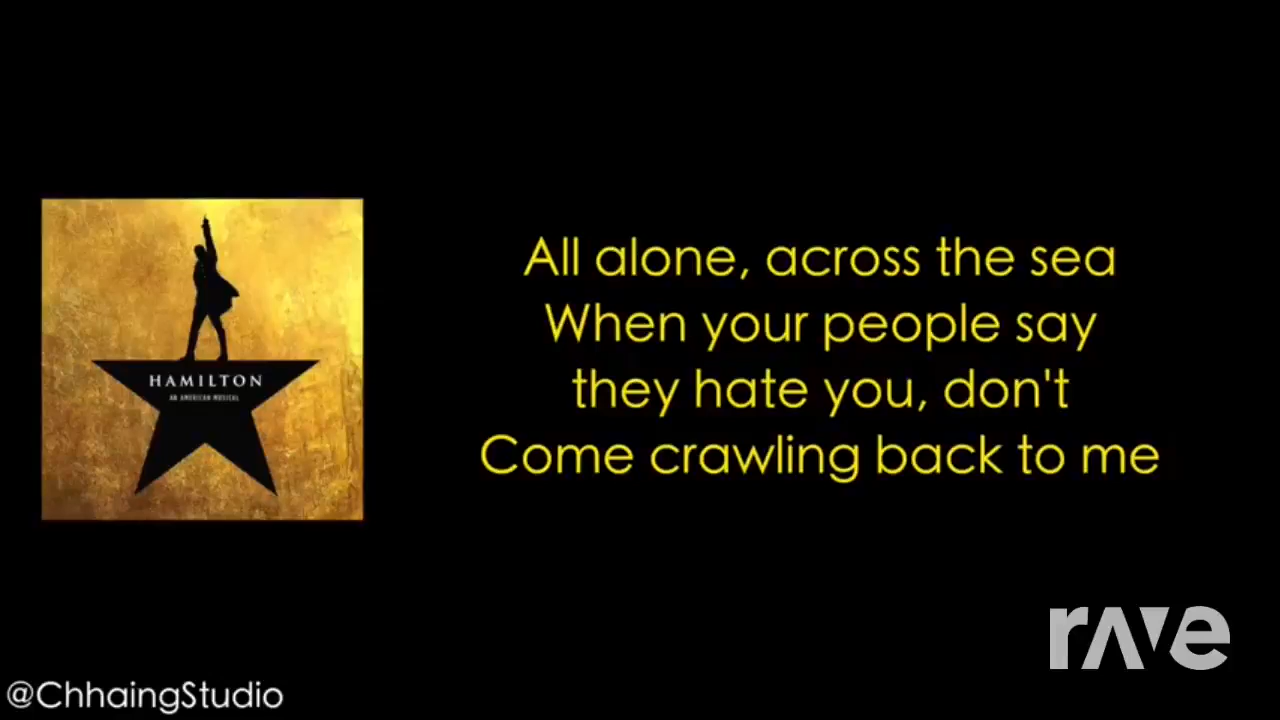 HAMILTON
AN AMERICAN MUSICAL
All alone, across the sea
When your people say
they hate you, don't
Come crawling back to me
rave
@ChhaingStudio